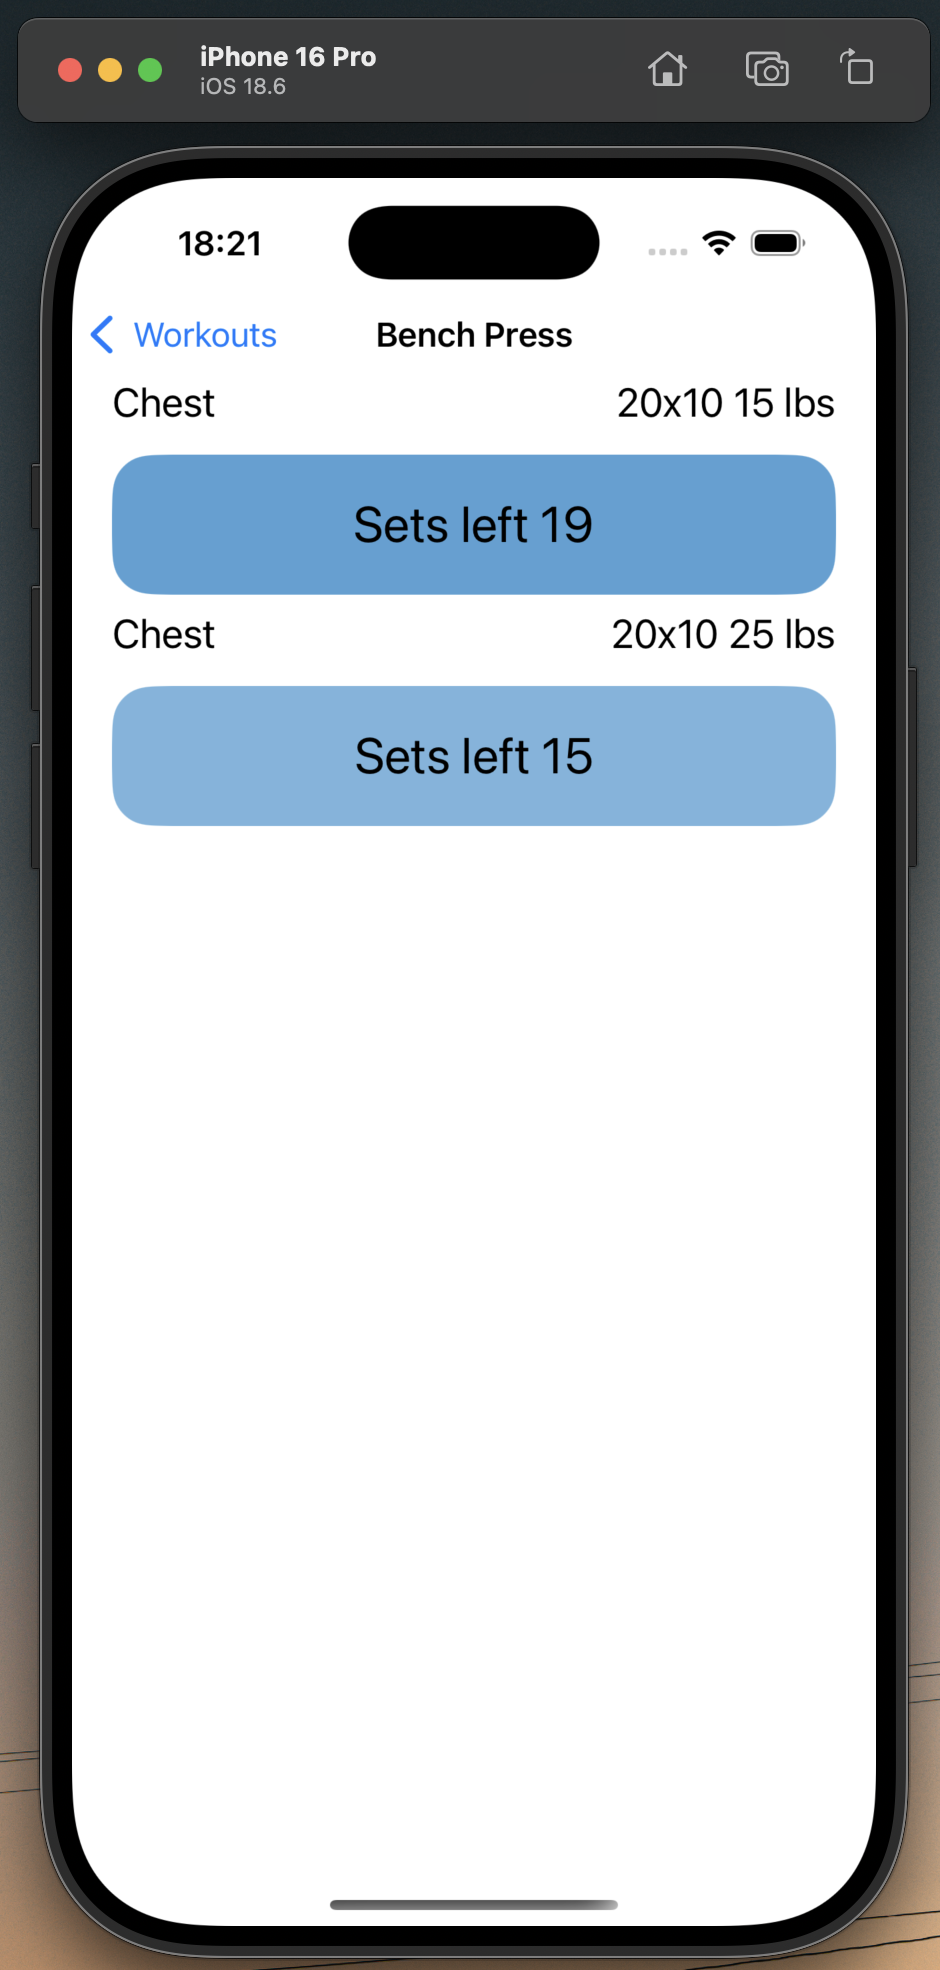 iPhone 16 Pro
iOS 18.6
18:21
Workouts Bench Press
Chest 20x10 15 lbs
Sets left 19
Chest 20x10 25 lbs
Sets left 15